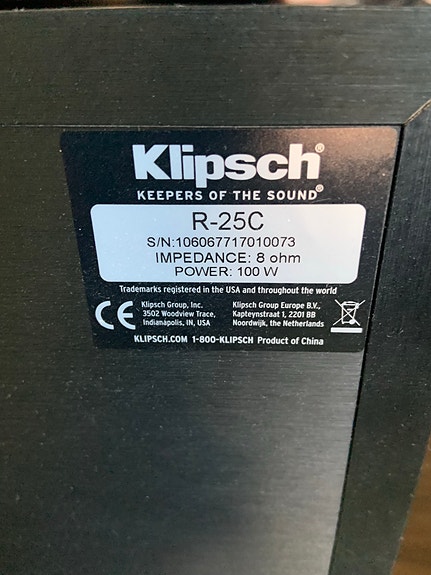 Klipsch®
KEEPERS OF THE SOUND®
R-25C
S/N:106067717010073
IMPEDANCE: 8 ohm
POWER: 100 W
Trademarks registered in the USA and throughout the world
CE
Klipsch Group, Inc.
3502 Woodview Trace,
Indianapolis, IN, USA
Klipsch Group Europe B.V.,
Kapteynstraat 1, 2201 BB
Noordwijk, the Netherlands
KLIPSCH.COM 1-800-KLIPSCH Product of China